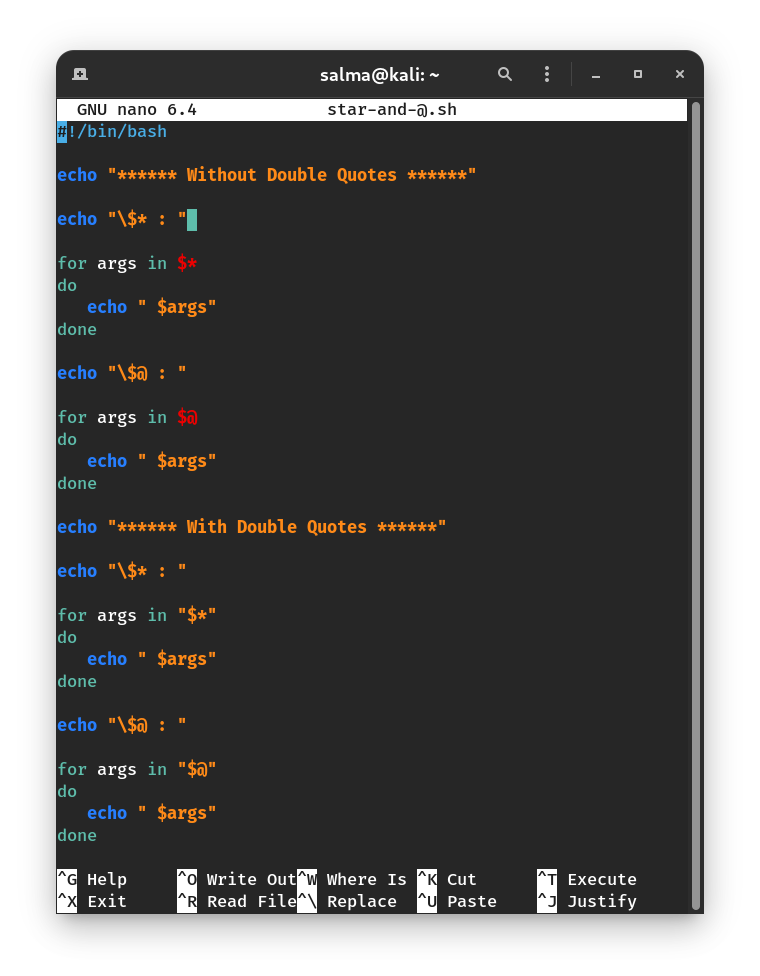 salma@kali: ~
GNU nano 6.4 star-and-@.sh
#!/bin/bash
echo "****** Without Double Quotes ******"
echo "\$* : "
for args in $*
do
   echo " $args"
done
echo "\$@ : "
for args in $@
do
   echo " $args"
done
echo "****** With Double Quotes ******"
echo "\$* : "
for args in "$*"
do
   echo " $args"
done
echo "\$@ : "
for args in "$@"
do
   echo " $args"
done
^G Help ^O Write Out ^W Where Is ^K Cut ^T Execute
^X Exit ^R Read File ^\ Replace ^U Paste ^J Justify